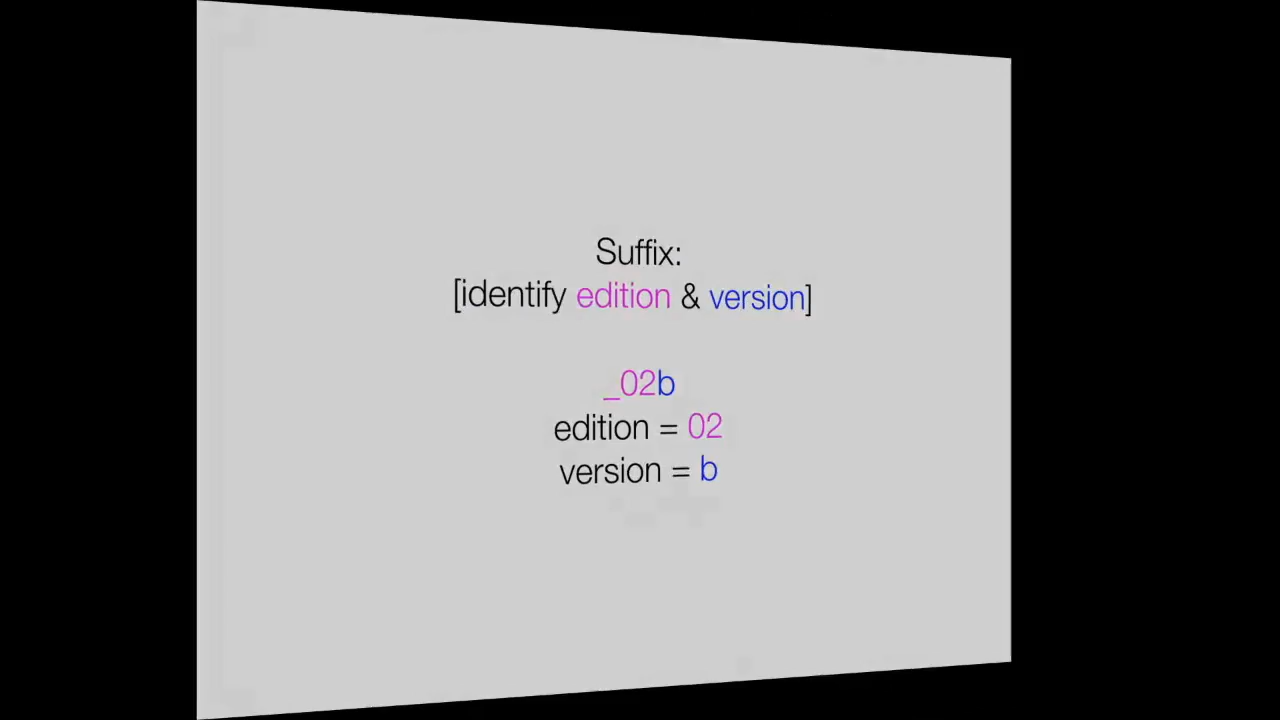 Suffix:
[identify edition & version]
_02b
edition = 02
version = b